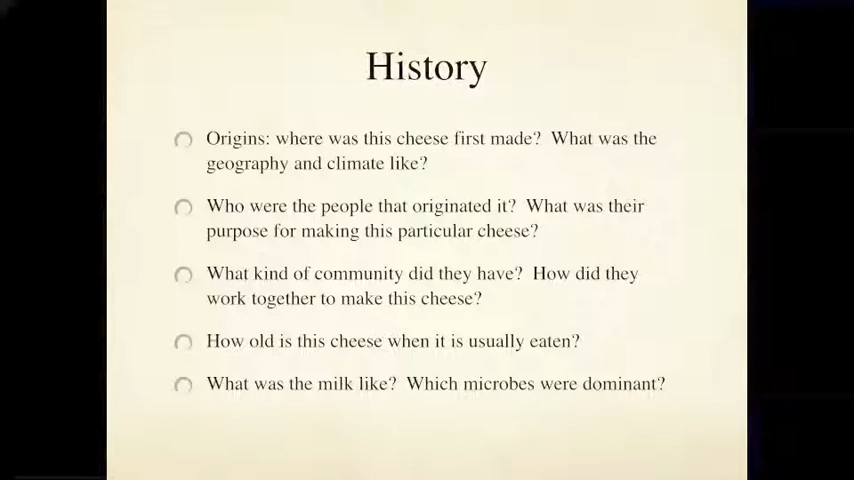 History
Origins: where was this cheese first made? What was the
geography and climate like?
Who were the people that originated it? What was their
purpose for making this particular cheese?
What kind of community did they have? How did they
work together to make this cheese?
How old is this cheese when it is usually eaten?
What was the milk like? Which microbes were dominant?